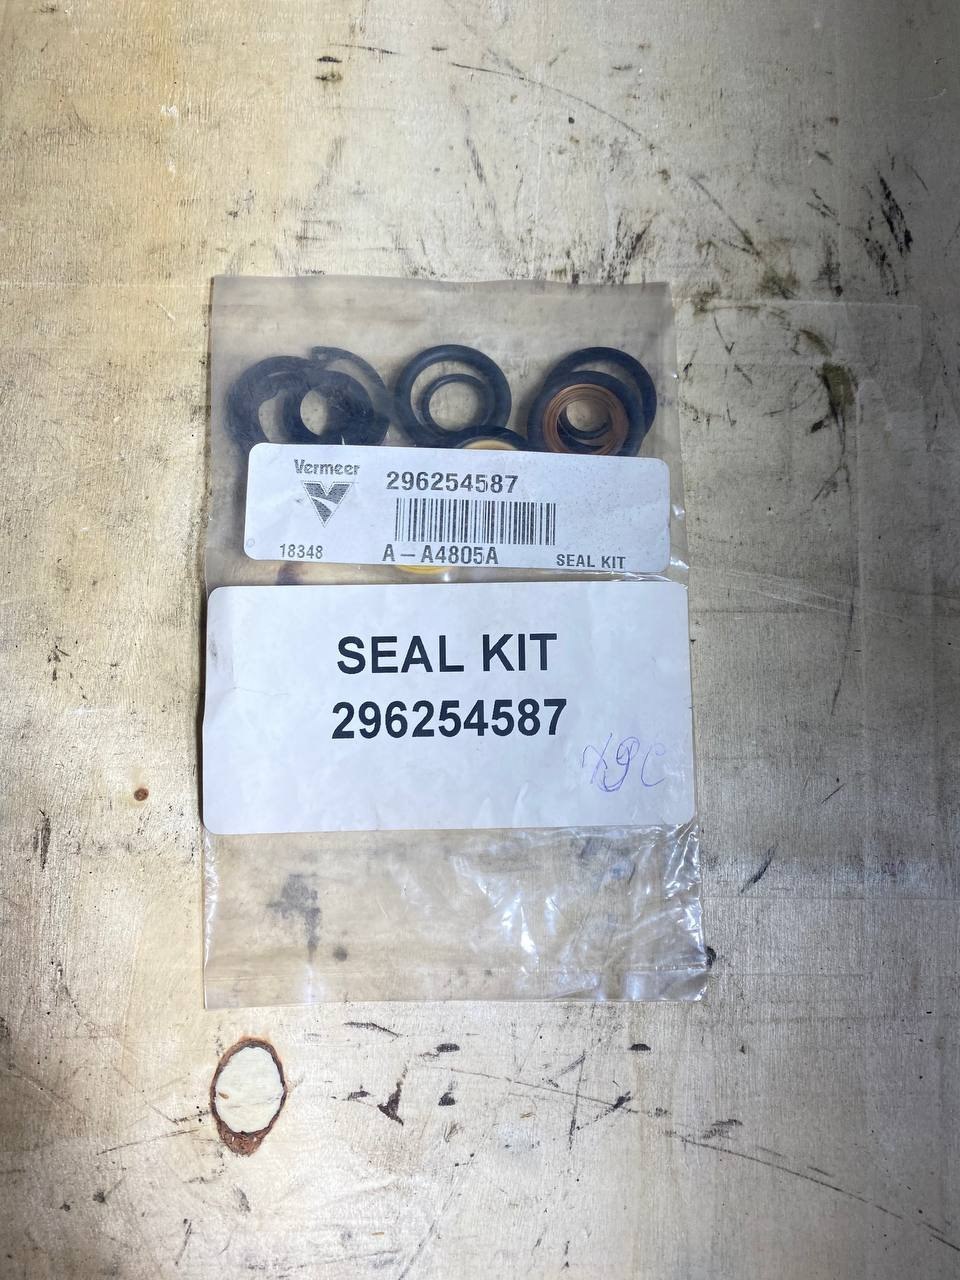 Vermeer
296254587
18348 A - A4805A SEAL KIT
SEAL KIT
296254587